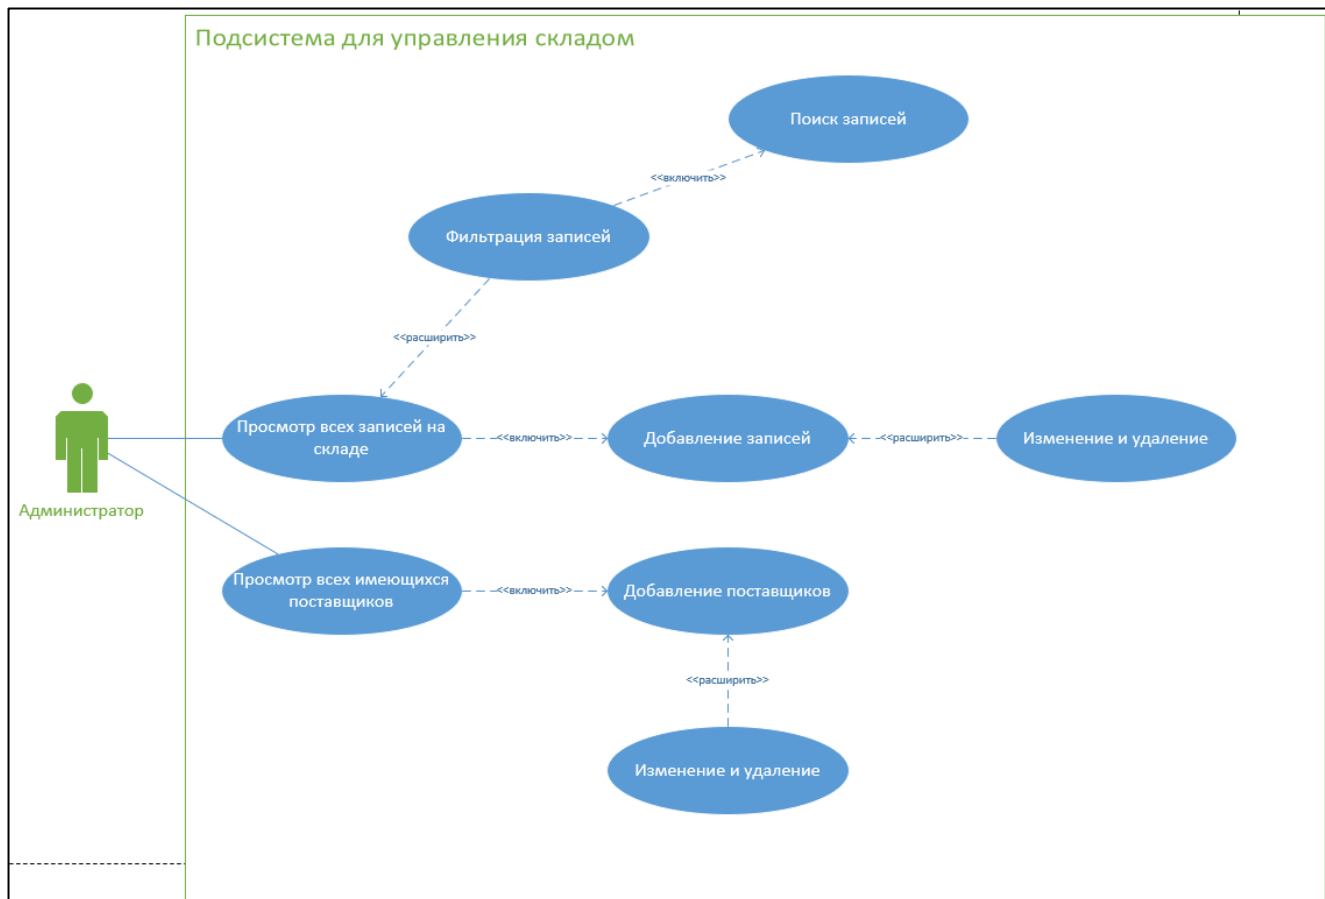 Подсистема для управления складом
Поиск записей
<<включить>>
Фильтрация записей
<<расширить>>
Просмотр всех записей на
складе
<<включить>>
Добавление записей
<<расширить>>
Изменение и удаление
Администратор
Просмотр всех имеющихся
поставщиков
<<включить>>
Добавление поставщиков
<<расширить>>
Изменение и удаление